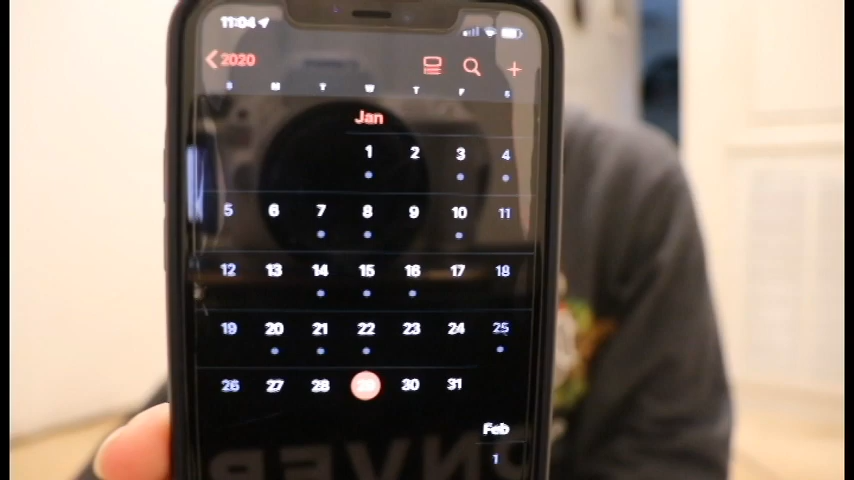 11:04
2020
S M T W T F S
Jan
1 2 3 4
5 6 7 8 9 10 11
12 13 14 15 16 17 18
19 20 21 22 23 24 25
26 27 28 29 30 31
Feb
1